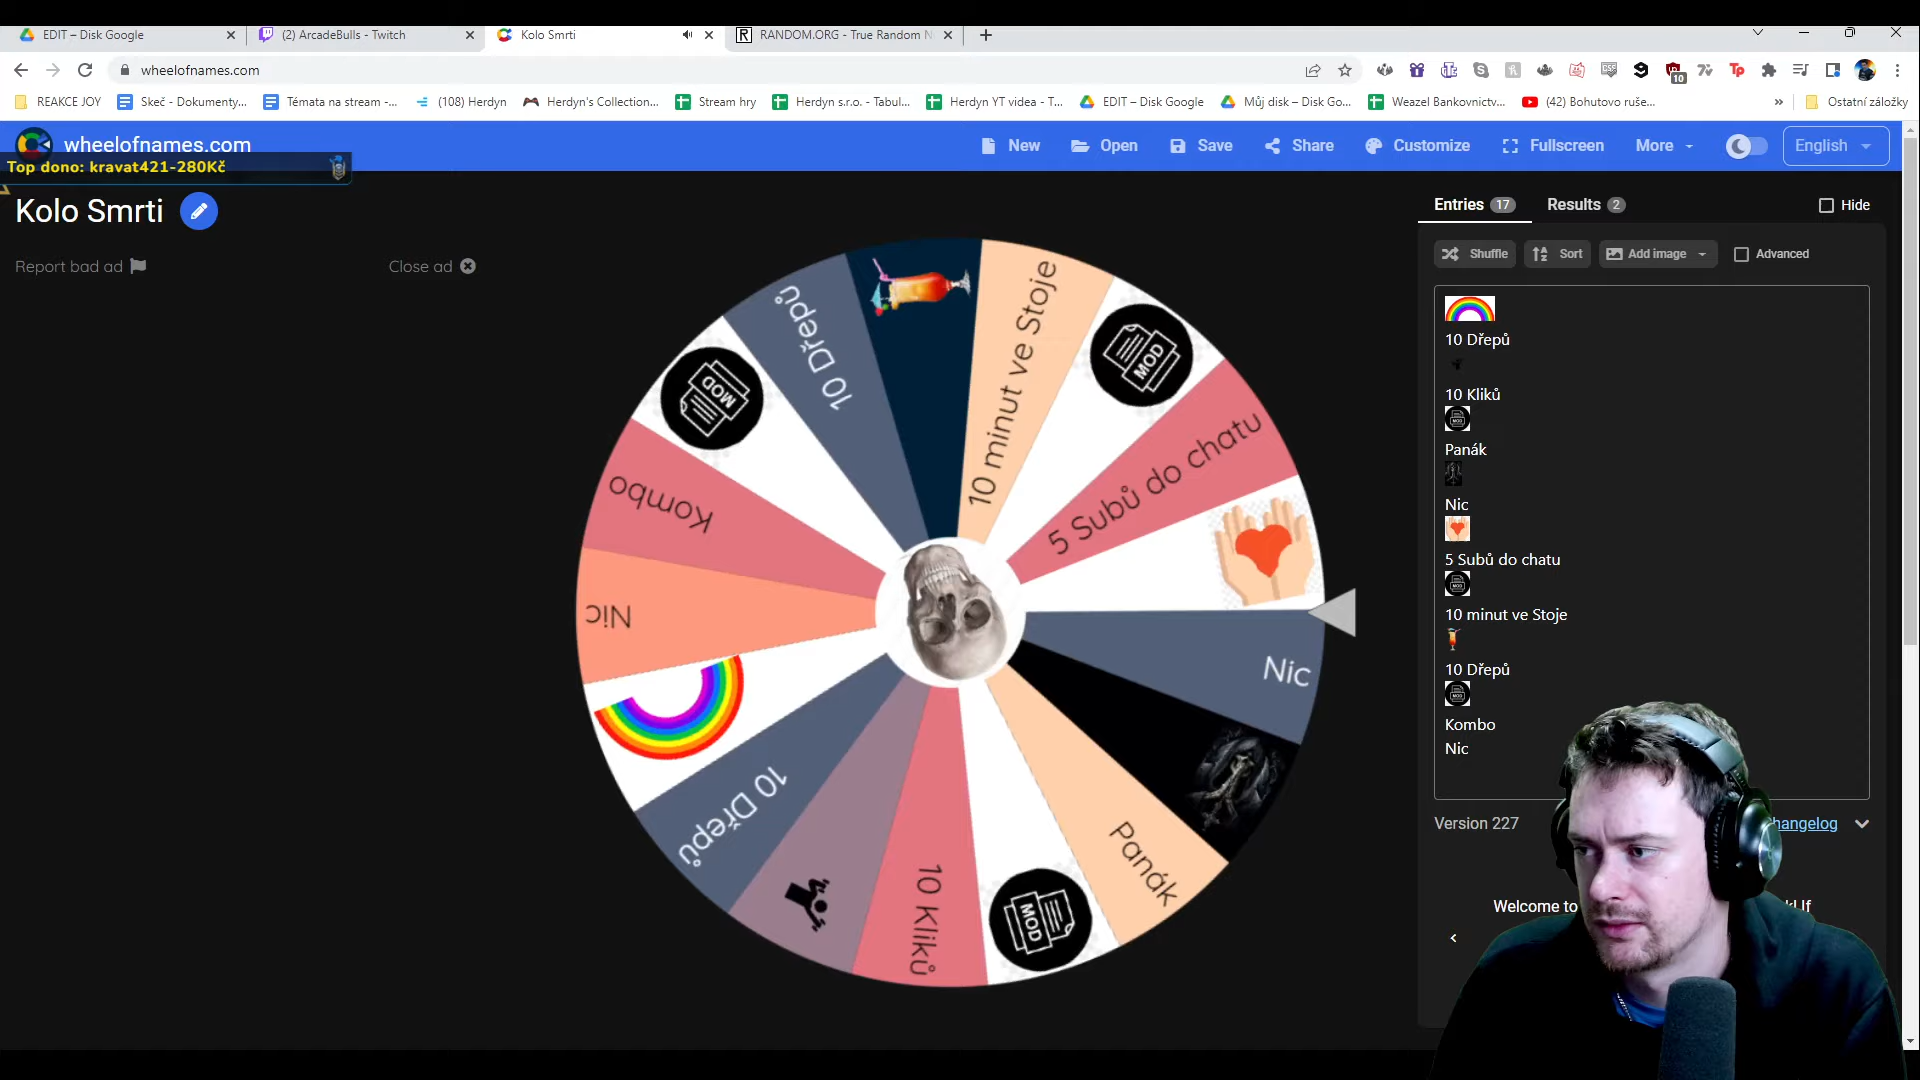 EDIT – Disk Google
(2) ArcadeBulls - Twitch
Kolo Smrti
RANDOM.ORG - True Random N
wheelofnames.com
REAKCE JOY
Skeč - Dokumenty...
Témata na stream -...
(108) Herdyn
Herdyn's Collection...
Stream hry
Herdyn s.r.o. - Tabul...
Herdyn YT videa - T...
EDIT – Disk Google
Můj disk – Disk Go...
Weazel Bankovnictv...
(42) Bohutovo ruše...
Ostatní záložky
wheelofnames.com
New
Open
Save
Share
Customize
Fullscreen
More
English
Top dono: kravat421-280Kč
Kolo Smrti
Report bad ad
Close ad
Entries 17
Results 2
Hide
Shuffle
Sort
Add image
Advanced
10 Dřepů
10 Kliků
Panák
Nic
5 Subů do chatu
10 minut ve Stoje
10 Dřepů
Kombo
Nic
Version 227
hangelog
Welcome to
10 Dřepů
10 minut ve Stoje
MOD
5 Subů do chatu
Nic
Panák
MOD
10 Kliků
10 Dřepů
Nic
Kombo
MOD